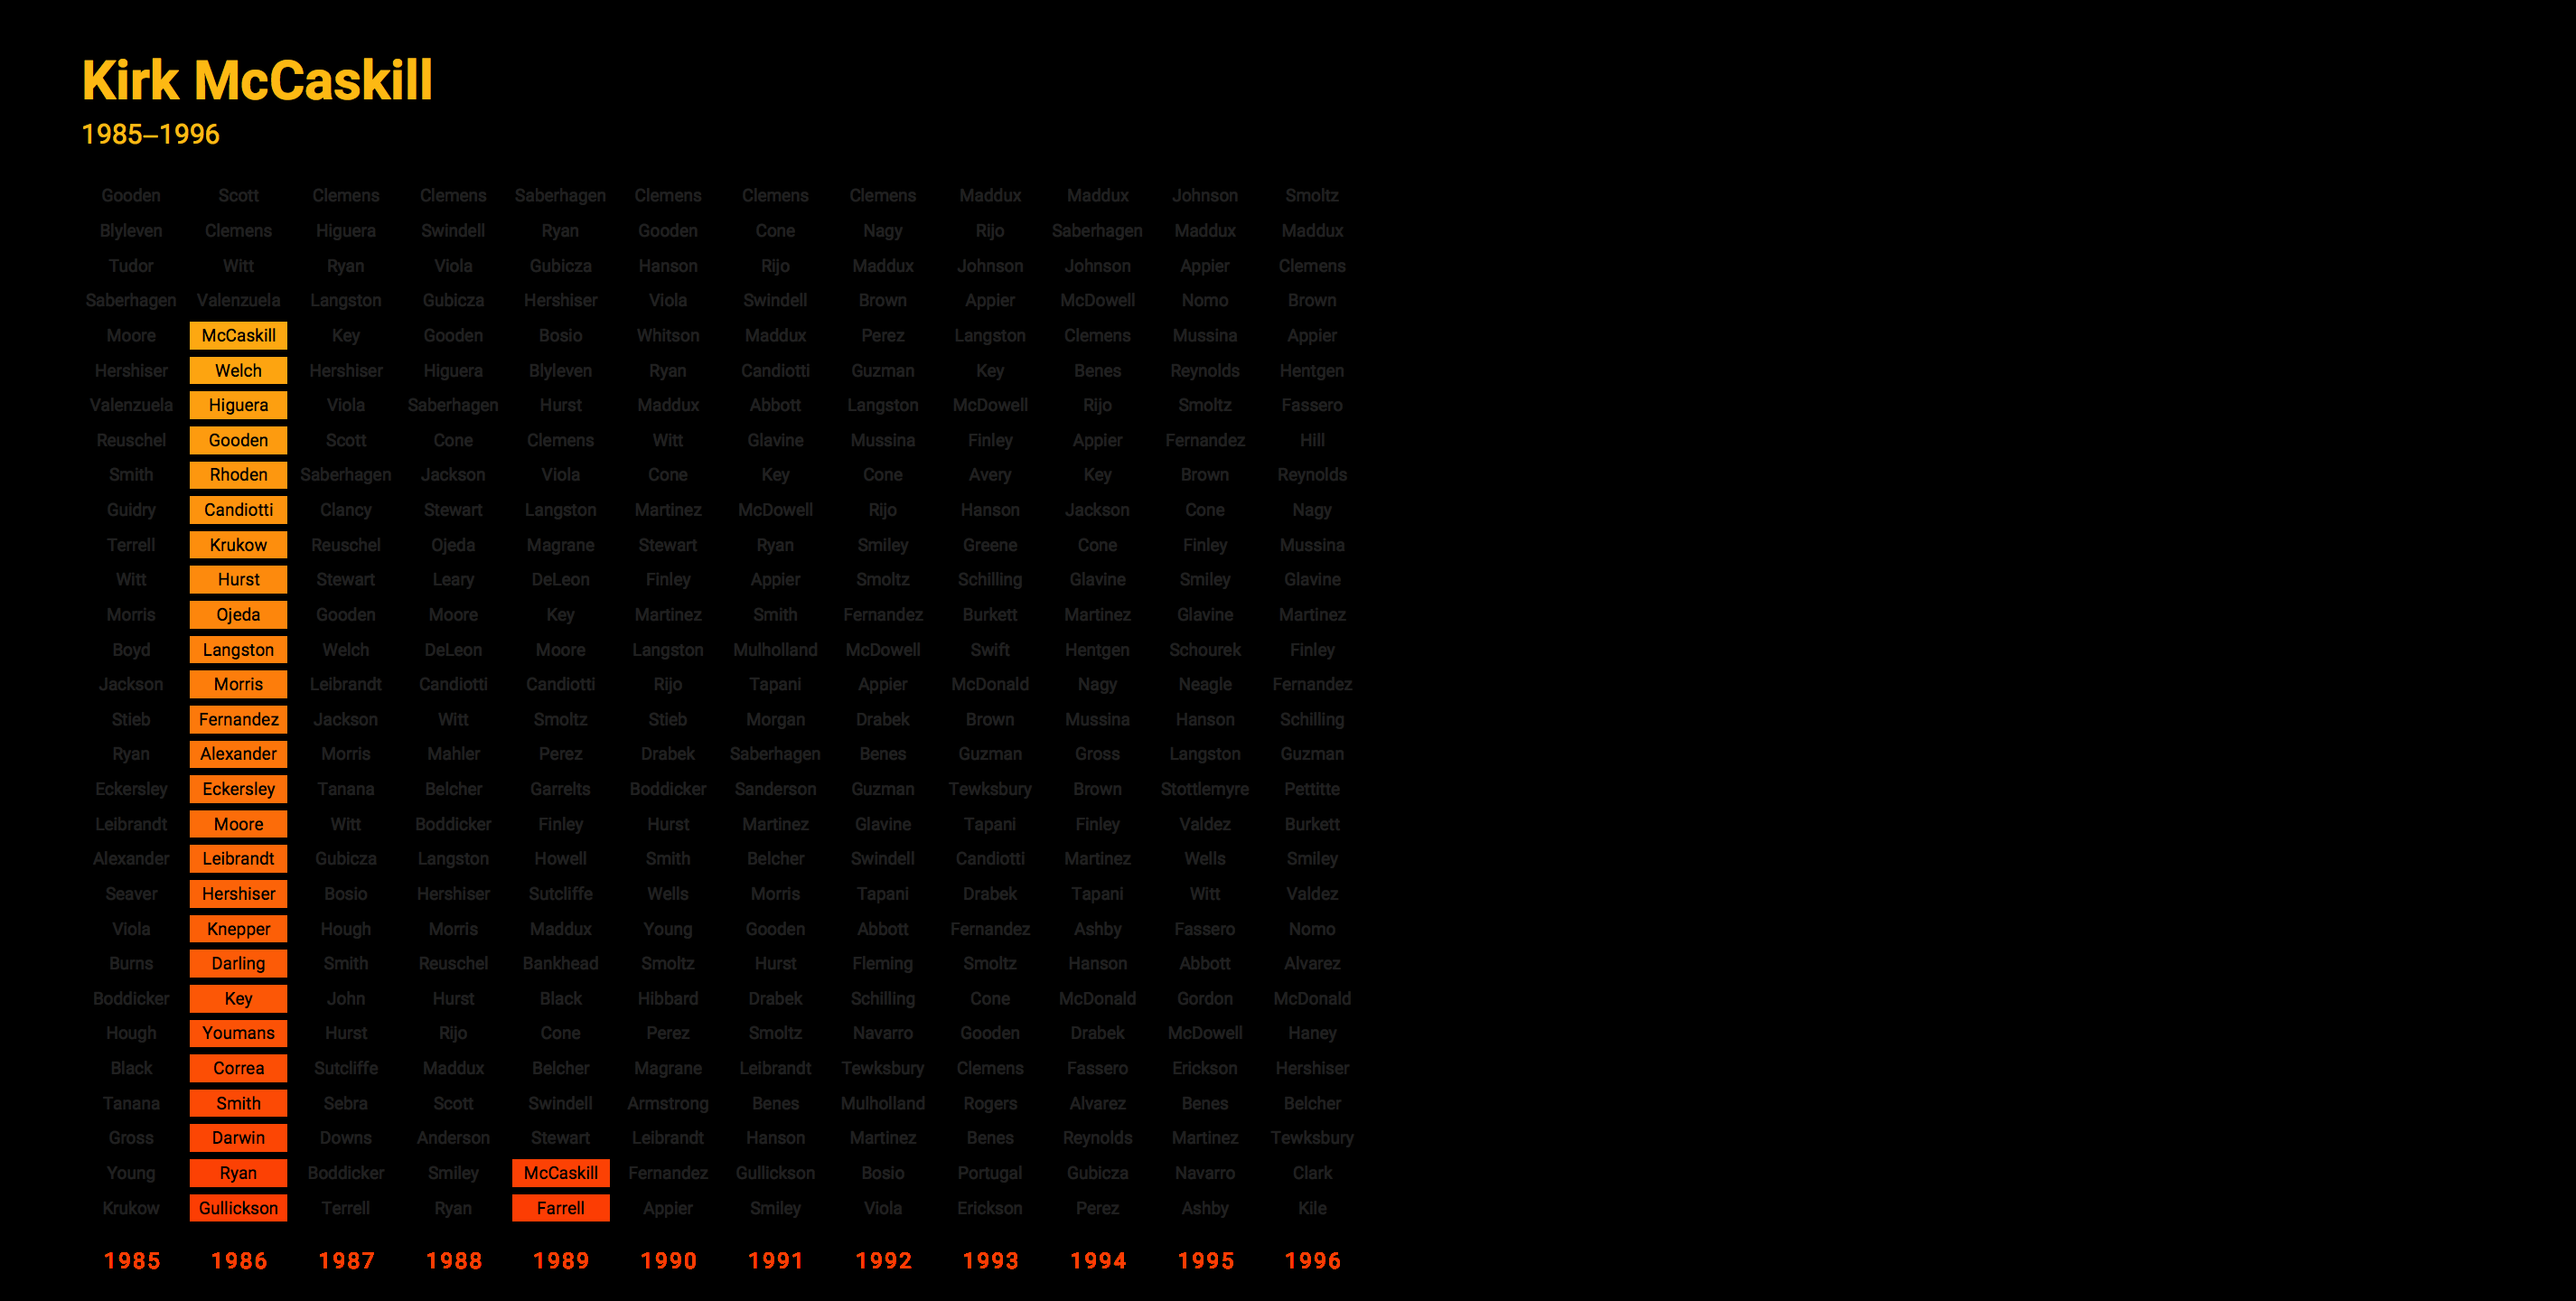 Kirk McCaskill
1985–1996
Gooden Scott Clemens Clemens Saberhagen Clemens Clemens Clemens Maddux Maddux Johnson Smoltz
Blyleven Clemens Higuera Swindell Ryan Gooden Cone Nagy Rijo Saberhagen Maddux Maddux
Tudor Witt Ryan Viola Gubicza Hanson Rijo Maddux Johnson Johnson Appier Clemens
Saberhagen Valenzuela Langston Gubicza Hershiser Viola Swindell Brown Appier McDowell Nomo Brown
Moore McCaskill Key Gooden Bosio Whitson Maddux Perez Langston Clemens Mussina Appier
Hershiser Welch Hershiser Higuera Blyleven Ryan Candiotti Guzman Key Benes Reynolds Hentgen
Valenzuela Higuera Viola Saberhagen Hurst Maddux Abbott Langston McDowell Rijo Smoltz Fassero
Reuschel Gooden Scott Cone Clemens Witt Glavine Mussina Finley Appier Fernandez Hill
Smith Rhoden Saberhagen Jackson Viola Cone Key Cone Avery Key Brown Reynolds
Guidry Candiotti Clancy Stewart Langston Martinez McDowell Rijo Hanson Jackson Cone Nagy
Terrell Krukow Reuschel Ojeda Magrane Stewart Ryan Smiley Greene Cone Finley Mussina
Witt Hurst Stewart Leary DeLeon Finley Appier Smoltz Schilling Glavine Smiley Glavine
Morris Ojeda Gooden Moore Key Martinez Smith Fernandez Burkett Martinez Glavine Martinez
Boyd Langston Welch DeLeon Moore Langston Mulholland McDowell Swift Hentgen Schourek Finley
Jackson Morris Leibrandt Candiotti Candiotti Rijo Tapani Appier McDonald Nagy Neagle Fernandez
Stieb Fernandez Jackson Witt Smoltz Stieb Morgan Drabek Brown Mussina Hanson Schilling
Ryan Alexander Morris Mahler Perez Drabek Saberhagen Benes Guzman Gross Langston Guzman
Eckersley Eckersley Tanana Belcher Garrelts Boddicker Sanderson Guzman Tewksbury Brown Stottlemyre Pettitte
Leibrandt Moore Witt Boddicker Finley Hurst Martinez Glavine Tapani Finley Valdez Burkett
Alexander Leibrandt Gubicza Langston Howell Smith Belcher Swindell Candiotti Martinez Wells Smiley
Seaver Hershiser Bosio Hershiser Sutcliffe Wells Morris Tapani Drabek Tapani Witt Valdez
Viola Knepper Hough Morris Maddux Young Gooden Abbott Fernandez Ashby Fassero Nomo
Burns Darling Smith Reuschel Bankhead Smoltz Hurst Fleming Smoltz Hanson Abbott Alvarez
Boddicker Key John Hurst Black Hibbard Drabek Schilling Cone McDonald Gordon McDonald
Hough Youmans Hurst Rijo Cone Perez Smoltz Navarro Gooden Drabek McDowell Haney
Black Correa Sutcliffe Maddux Belcher Magrane Leibrandt Tewksbury Clemens Fassero Erickson Hershiser
Tanana Smith Sebra Scott Swindell Armstrong Benes Mulholland Rogers Alvarez Benes Belcher
Gross Darwin Downs Anderson Stewart Leibrandt Hanson Martinez Benes Reynolds Martinez Tewksbury
Young Ryan Boddicker Smiley McCaskill Fernandez Gullickson Bosio Portugal Gubicza Navarro Clark
Krukow Gullickson Terrell Ryan Farrell Appier Smiley Viola Erickson Perez Ashby Kile
1985 1986 1987 1988 1989 1990 1991 1992 1993 1994 1995 1996